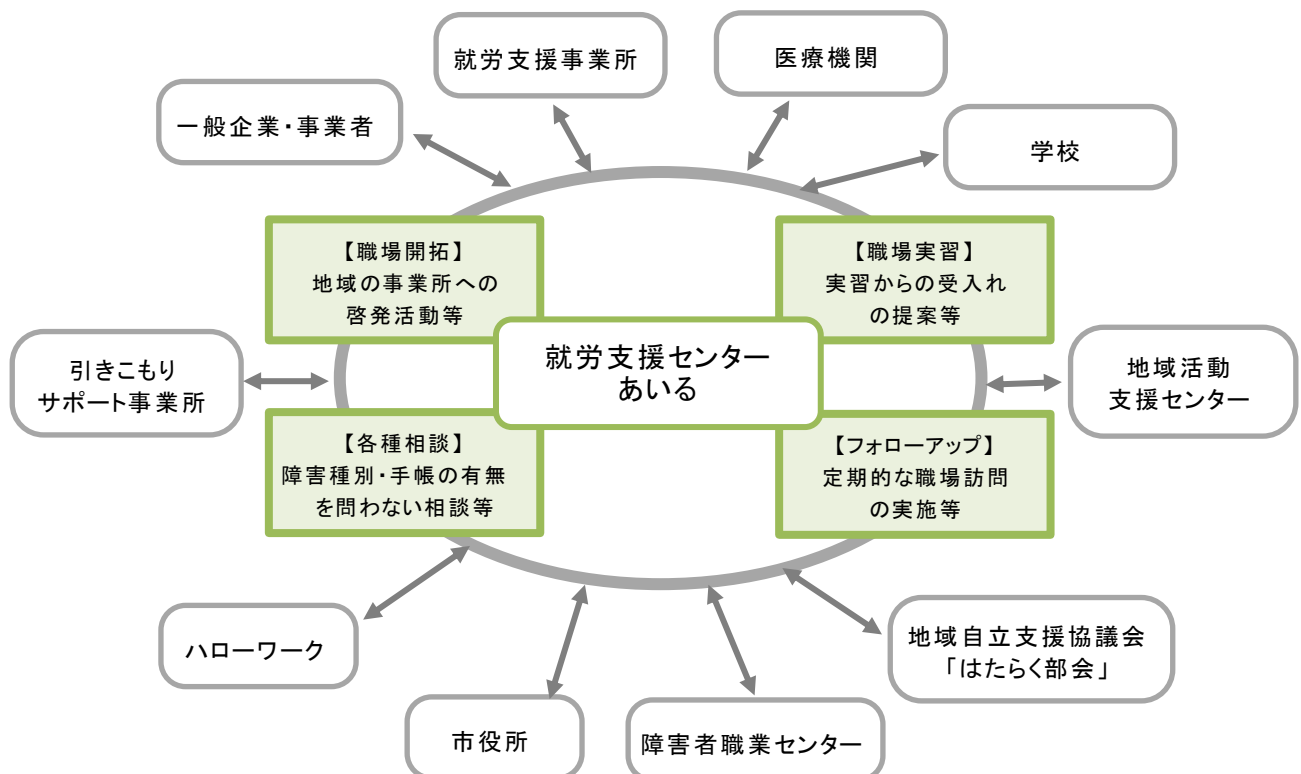 就労支援事業所
医療機関
一般企業・事業者
学校
【職場開拓】
地域の事業所への
啓発活動等
【職場実習】
実習からの受入れ
の提案等
就労支援センター
あいる
引きこもり
サポート事業所
地域活動
支援センター
【各種相談】
障害種別・手帳の有無
を問わない相談等
【フォローアップ】
定期的な職場訪問
の実施等
ハローワーク
地域自立支援協議会
「はたらく部会」
市役所
障害者職業センター